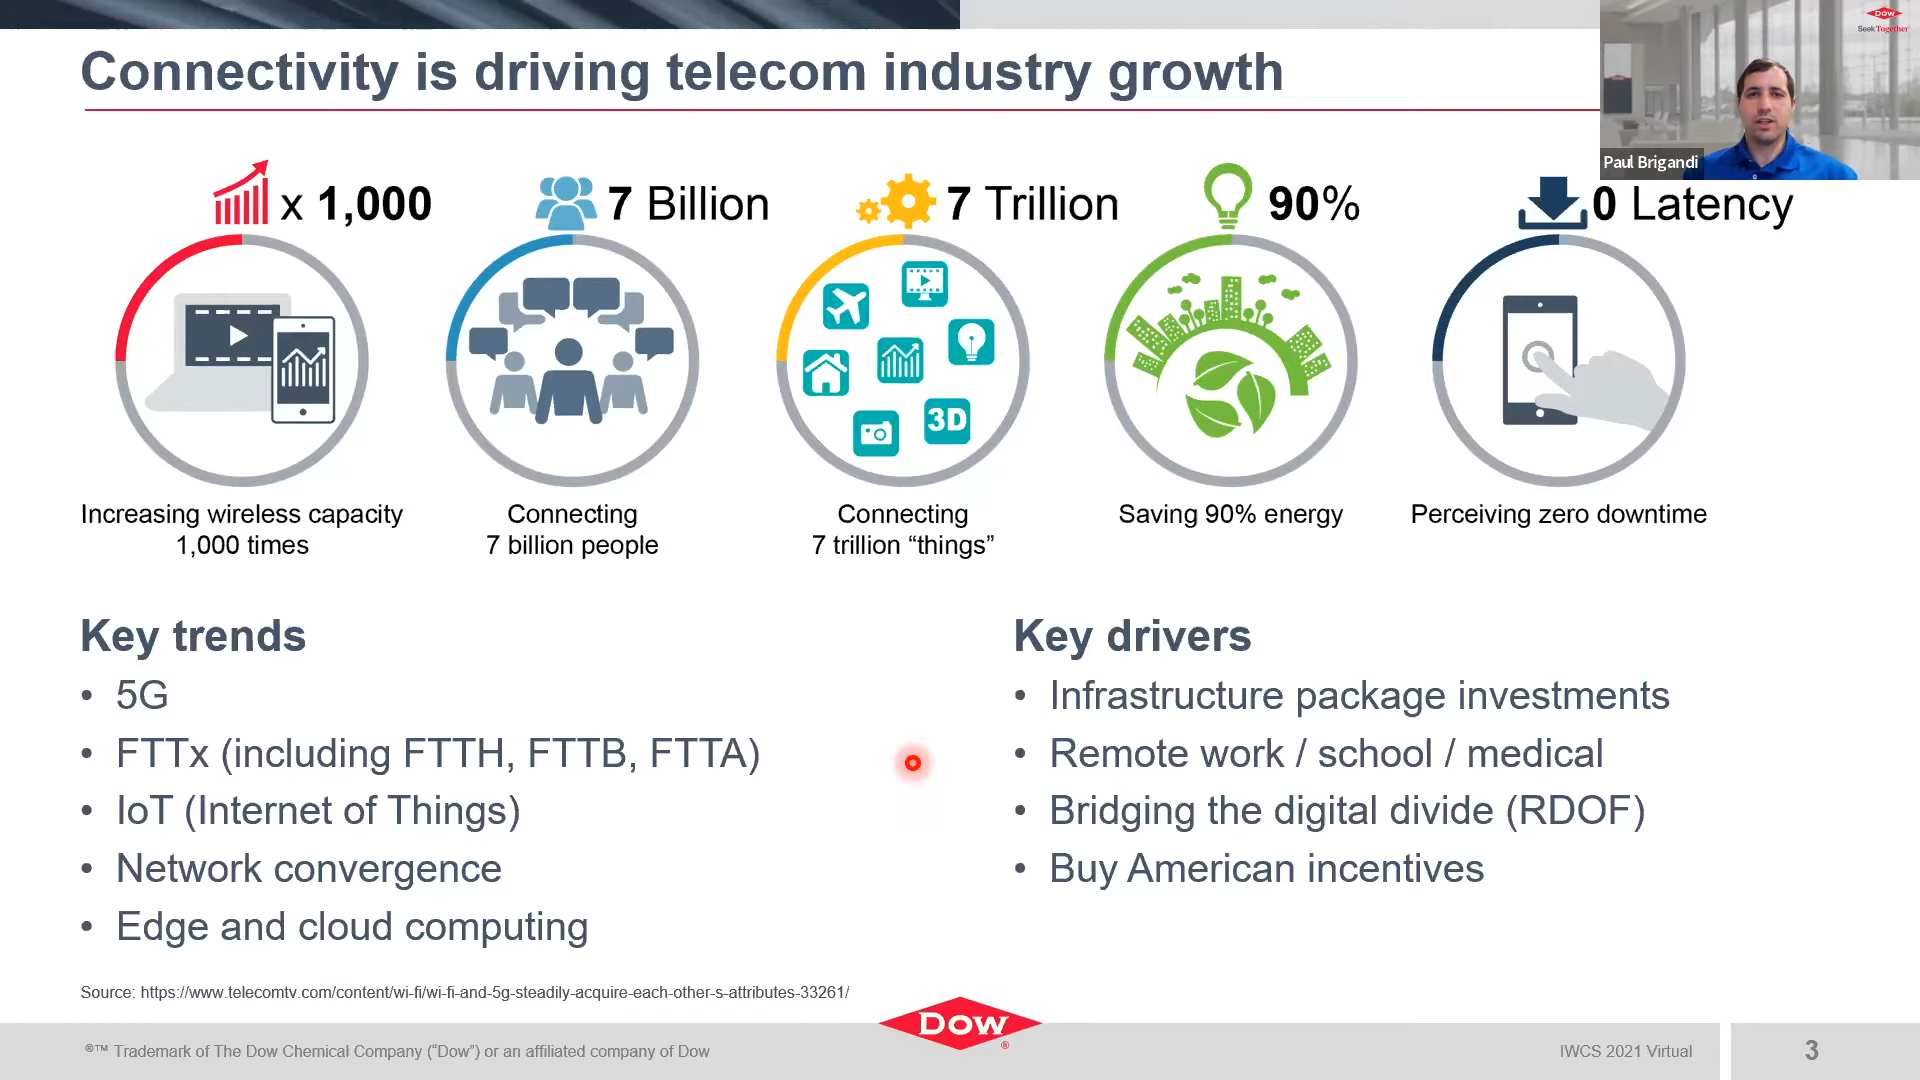 Connectivity is driving telecom industry growth
DOW
Seek Together
Paul Brigandi
x 1,000
7 Billion
7 Trillion
90%
0 Latency
3D
Increasing wireless capacity
1,000 times
Connecting
7 billion people
Connecting
7 trillion “things”
Saving 90% energy
Perceiving zero downtime
Key trends
• 5G
• FTTx (including FTTH, FTTB, FTTA)
• IoT (Internet of Things)
• Network convergence
• Edge and cloud computing
Key drivers
• Infrastructure package investments
• Remote work / school / medical
• Bridging the digital divide (RDOF)
• Buy American incentives
Source: https://www.telecomtv.com/content/wi-fi/wi-fi-and-5g-steadily-acquire-each-other-s-attributes-33261/
DOW
®
®™ Trademark of The Dow Chemical Company (“Dow”) or an affiliated company of Dow
IWCS 2021 Virtual
3